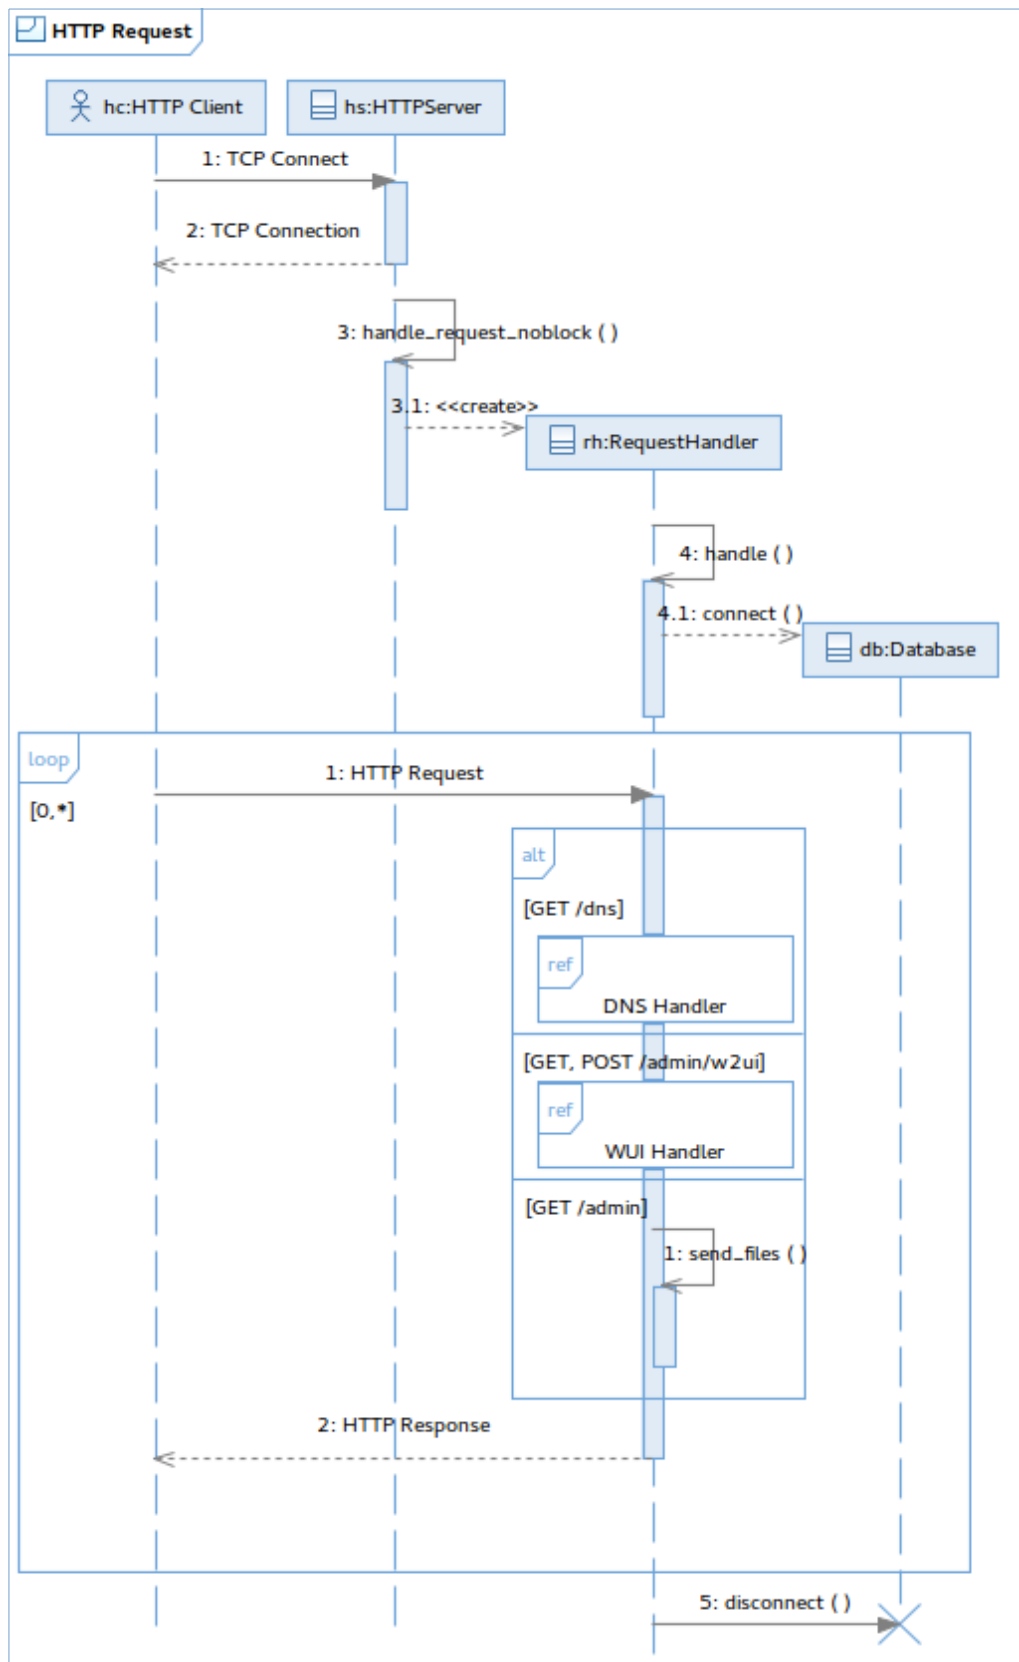 HTTP Request
hc:HTTP Client
hs:HTTPServer
1: TCP Connect
2: TCP Connection
3: handle_request_noblock ( )
3.1: <<create>>
rh:RequestHandler
4: handle ( )
4.1: connect ( )
db:Database
loop
1: HTTP Request
[0,*]
alt
[GET /dns]
ref
DNS Handler
[GET, POST /admin/w2ui]
ref
WUI Handler
[GET /admin]
1: send_files ( )
2: HTTP Response
5: disconnect ( )